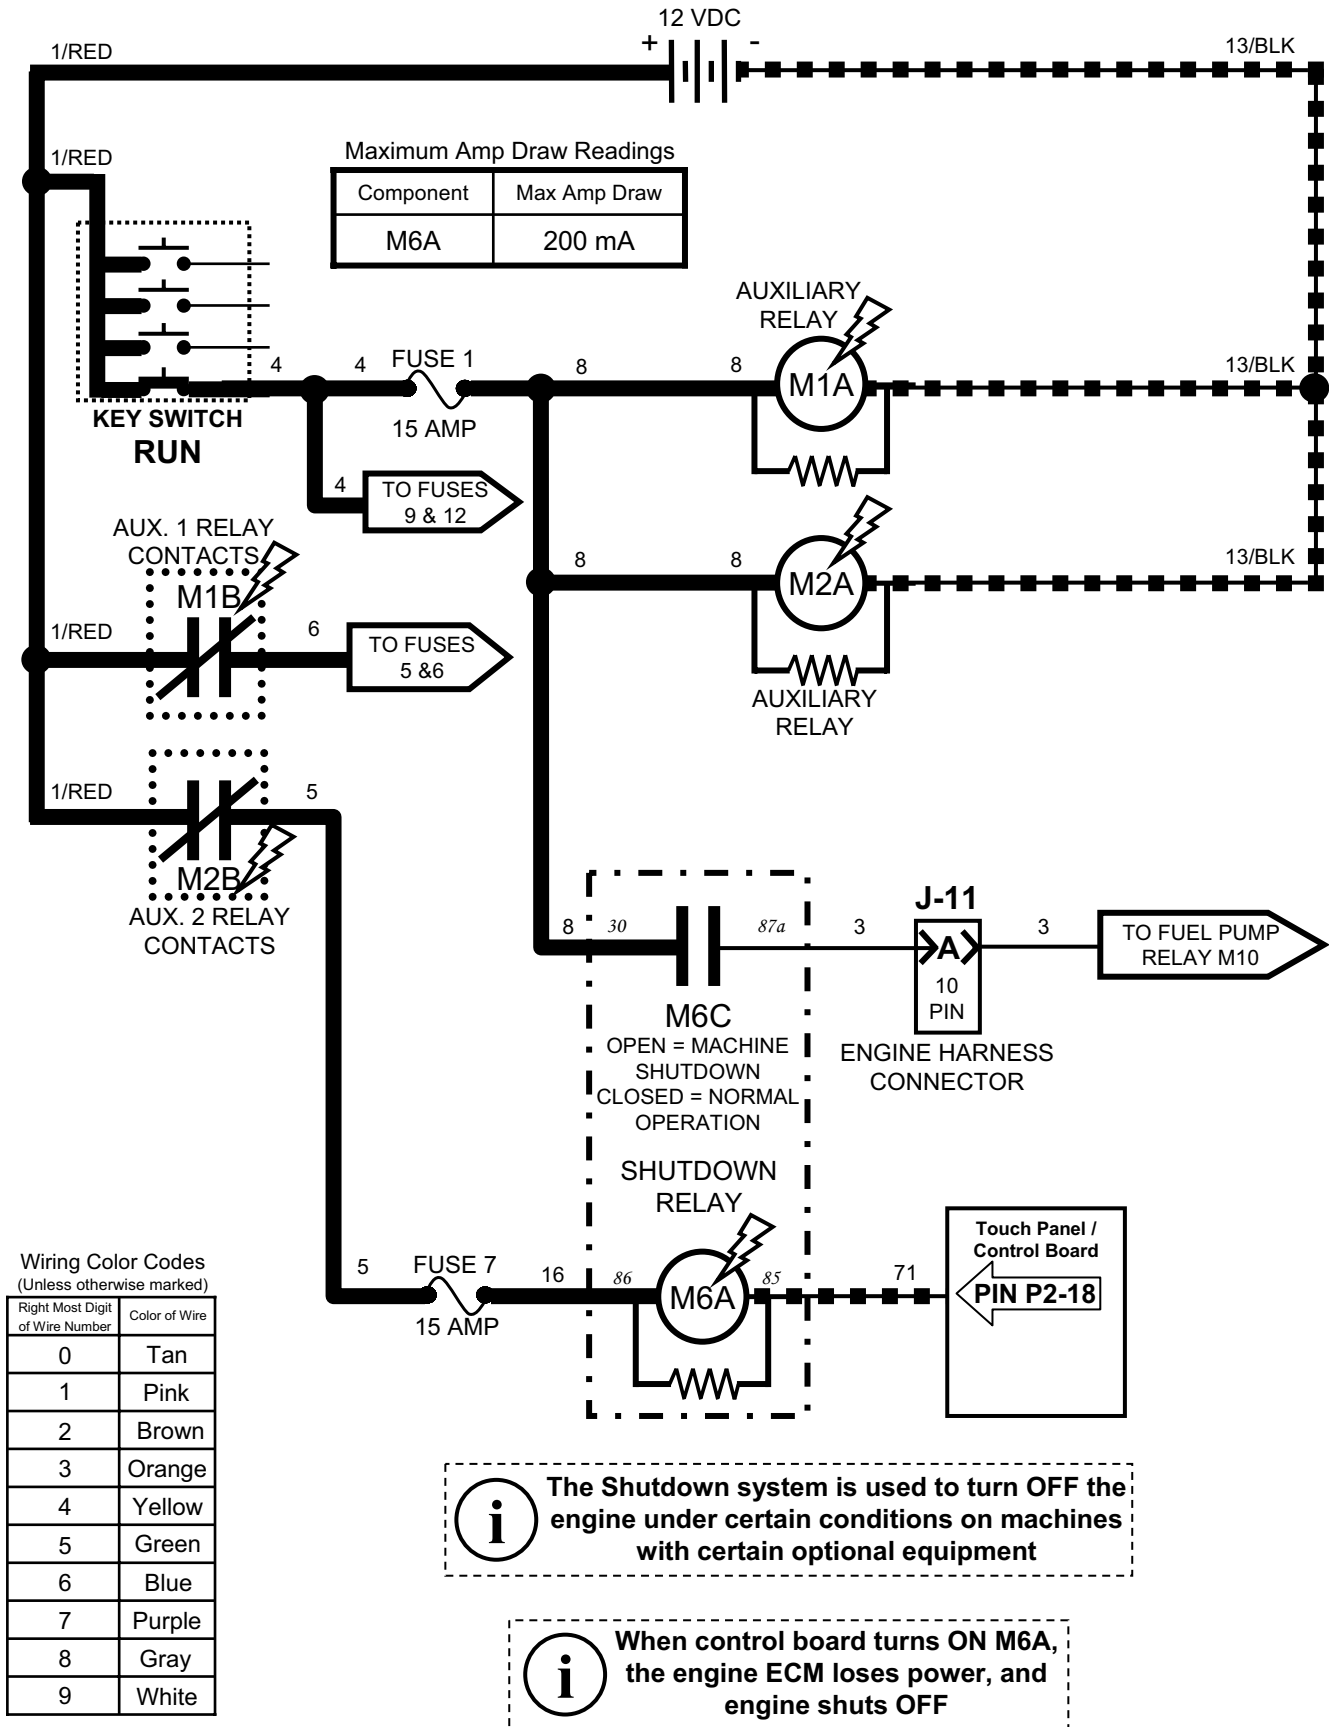 12 VDC
+ -
1/RED
13/BLK
1/RED
Maximum Amp Draw Readings
Component Max Amp Draw
M6A 200 mA
AUXILIARY
RELAY
M1A
13/BLK
4 4 FUSE 1 8 8
15 AMP
KEY SWITCH
RUN
4 TO FUSES
9 & 12
AUX. 1 RELAY
CONTACTS
M1B
1/RED
6
TO FUSES
5 &6
8 8
M2A
13/BLK
AUXILIARY
RELAY
1/RED
5
M2B
AUX. 2 RELAY
CONTACTS
8 30 87a 3
J-11
A
10
PIN
3
TO FUEL PUMP
RELAY M10
M6C
OPEN = MACHINE
SHUTDOWN
CLOSED = NORMAL
OPERATION
ENGINE HARNESS
CONNECTOR
SHUTDOWN
RELAY
5 FUSE 7 16 86 M6A 85 71
15 AMP
Touch Panel /
Control Board
PIN P2-18
Wiring Color Codes
(Unless otherwise marked)
Right Most Digit
of Wire Number
Color of Wire
0 Tan
1 Pink
2 Brown
3 Orange
4 Yellow
5 Green
6 Blue
7 Purple
8 Gray
9 White
i
The Shutdown system is used to turn OFF the
engine under certain conditions on machines
with certain optional equipment
i
When control board turns ON M6A,
the engine ECM loses power, and
engine shuts OFF